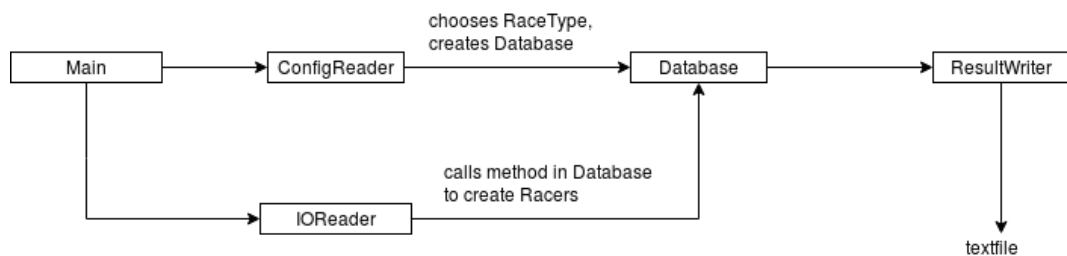 chooses RaceType,
creates Database
Main
ConfigReader
Database
ResultWriter
calls method in Database
to create Racers
IOReader
textfile